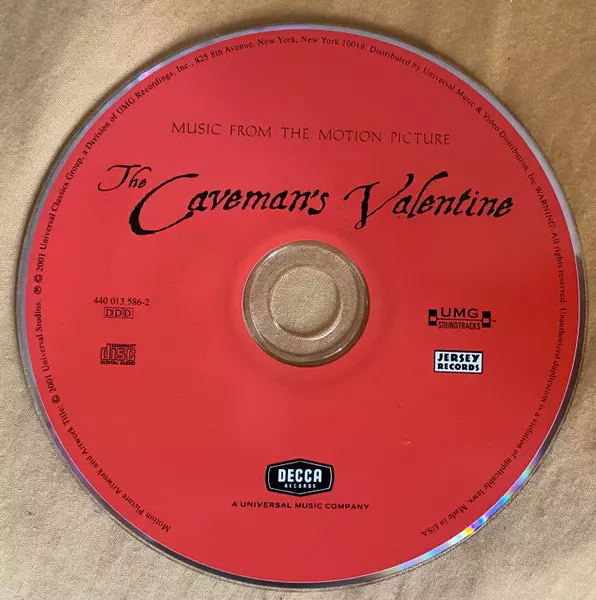 ℗ © 2001 Universal Classics Group, a Division of UMG Recordings, Inc., 825 8th Avenue, New York, New York 10019. Distributed by Universal Music & Video Distribution, Inc. WARNING: All rights reserved. Unauthorized duplication is a violation of applicable laws. Made in USA
MUSIC FROM THE MOTION PICTURE
The Caveman's Valentine
440 013 586-2
DDD
UMG
SOUNDTRACKS™
COMPACT
disc
DIGITAL AUDIO
JERSEY
RECORDS
DECCA
RECORDS
A UNIVERSAL MUSIC COMPANY
Motion Picture Artwork and Artwork Title: © 2001 Universal Studios.